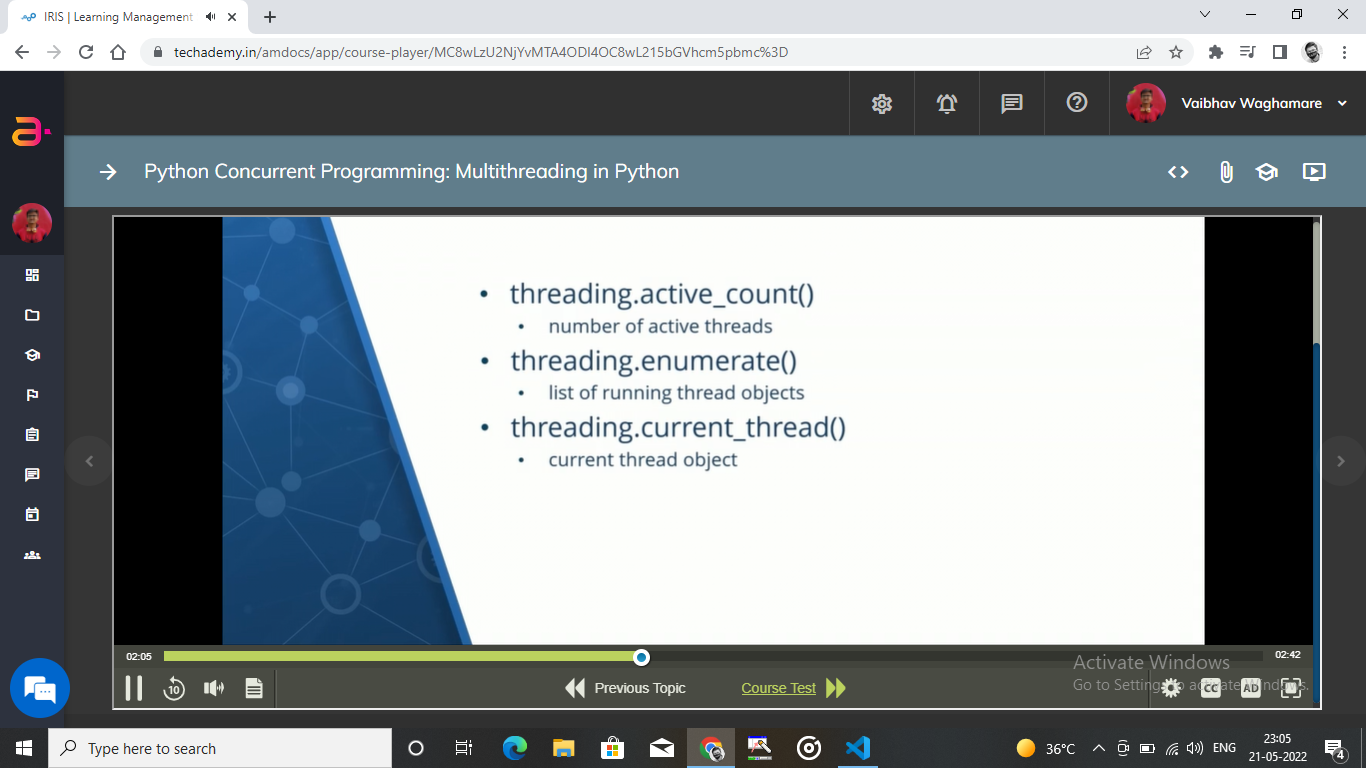 IRIS | Learning Management
techademy.in/amdocs/app/course-player/MC8wLzU2NjYvMTA4ODI4OC8wL215bGVhcm5pbmc%3D
Vaibhav Waghamare
Python Concurrent Programming: Multithreading in Python
• threading.active_count()
• number of active threads
• threading.enumerate()
• list of running thread objects
• threading.current_thread()
• current thread object
02:05
02:42
Activate Windows
10
Previous Topic
Course Test
Go to Settings to activate Windows.
CC
AD
Type here to search
36°C
ENG
23:05
21-05-2022
4